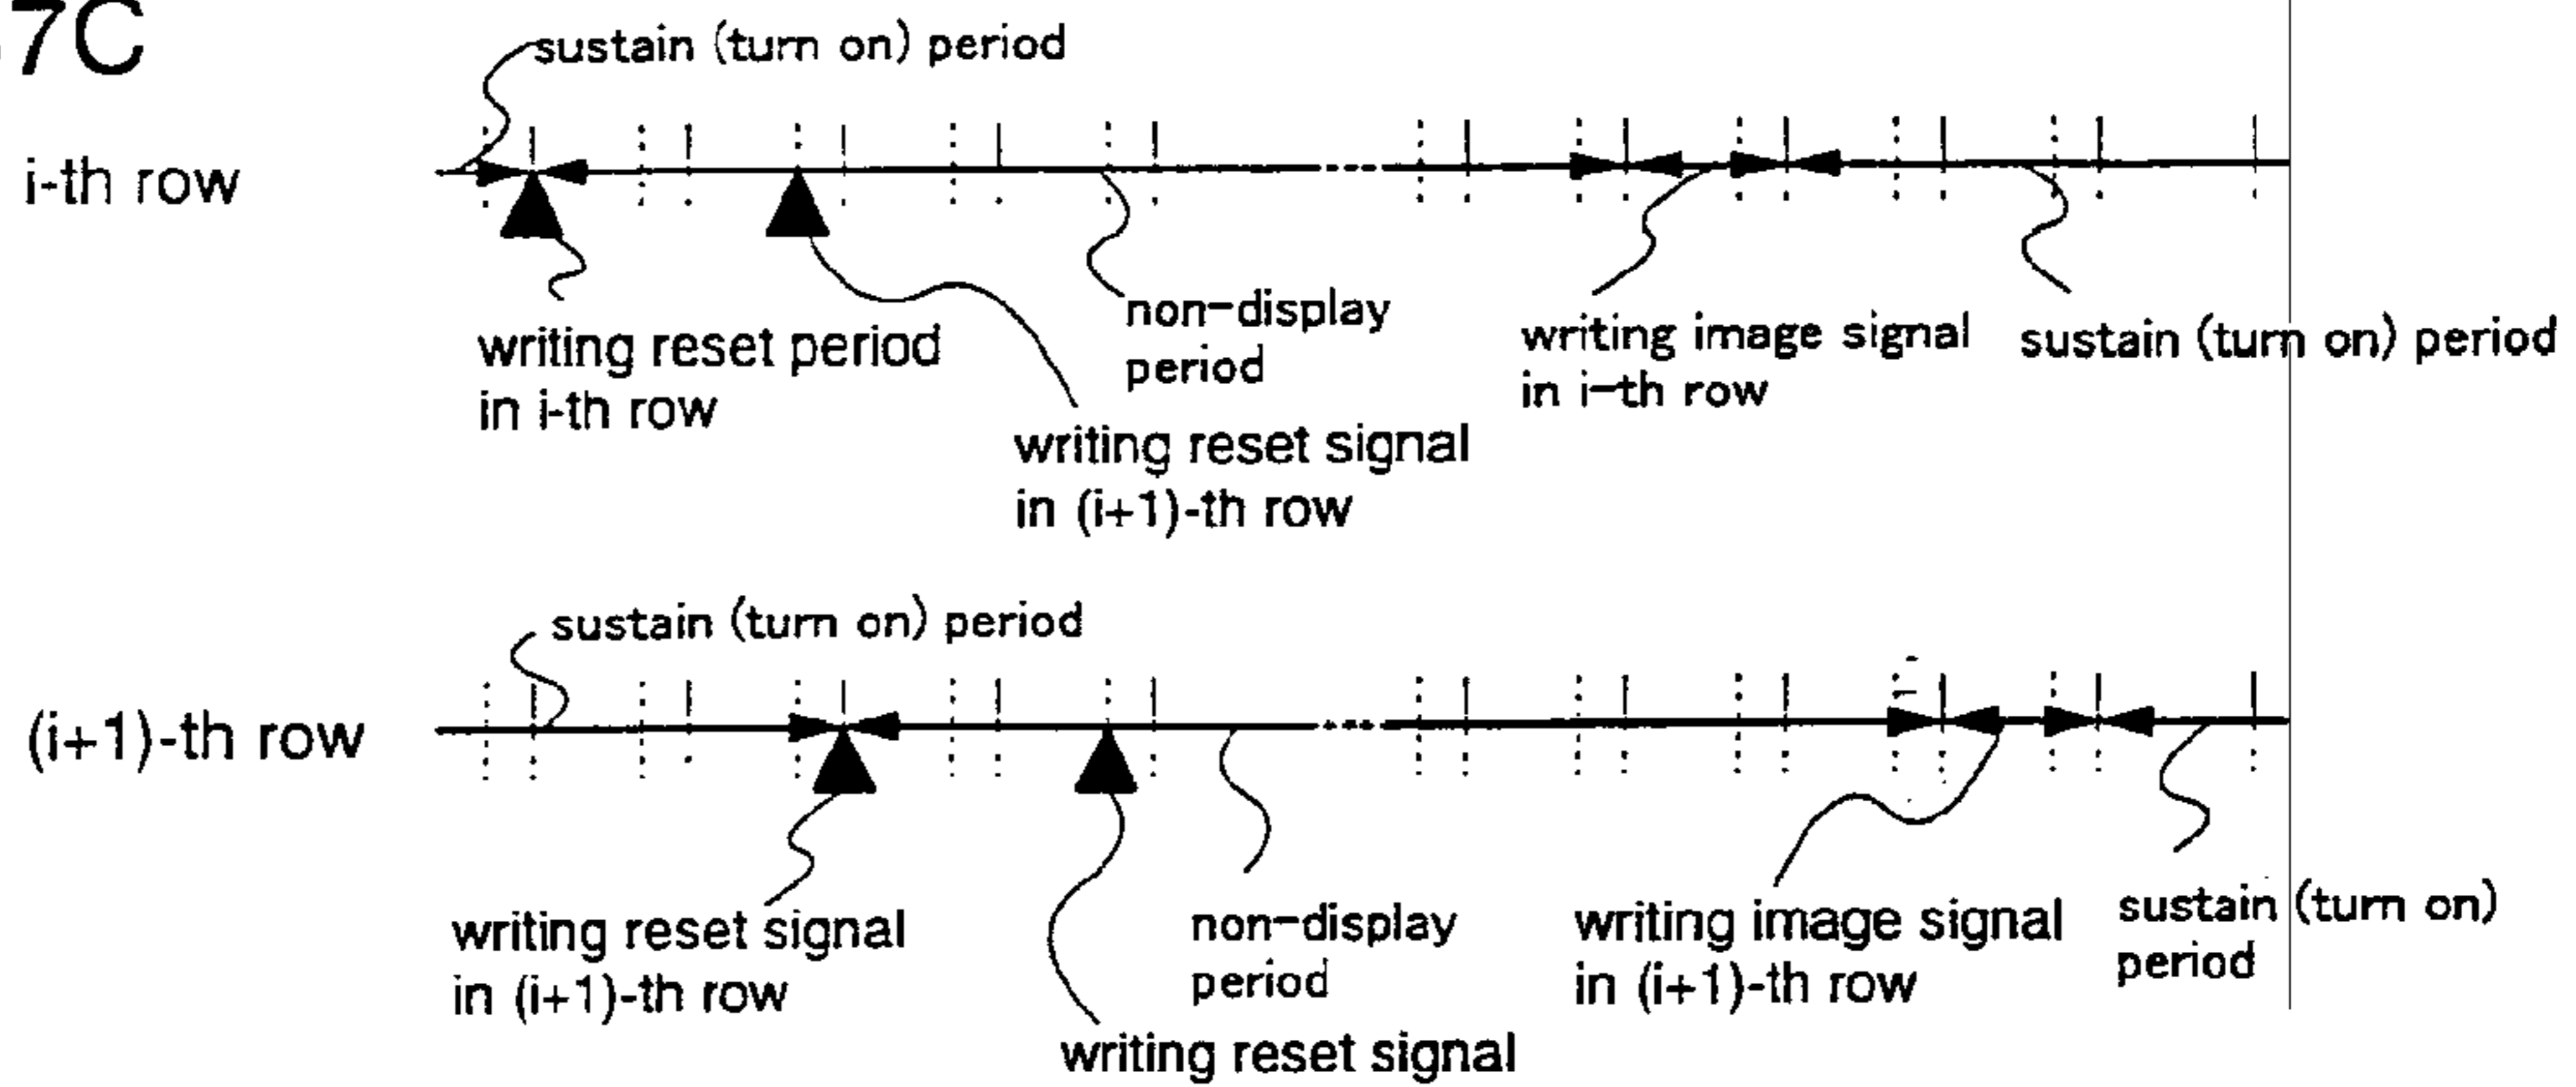 7C
sustain (turn on) period
i-th row
writing reset period
in i-th row
non-display
period
writing reset signal
in (i+1)-th row
writing image signal
in i-th row
sustain (turn on) period
sustain (turn on) period
(i+1)-th row
writing reset signal
in (i+1)-th row
non-display
period
writing reset signal
writing image signal
in (i+1)-th row
sustain (turn on)
period